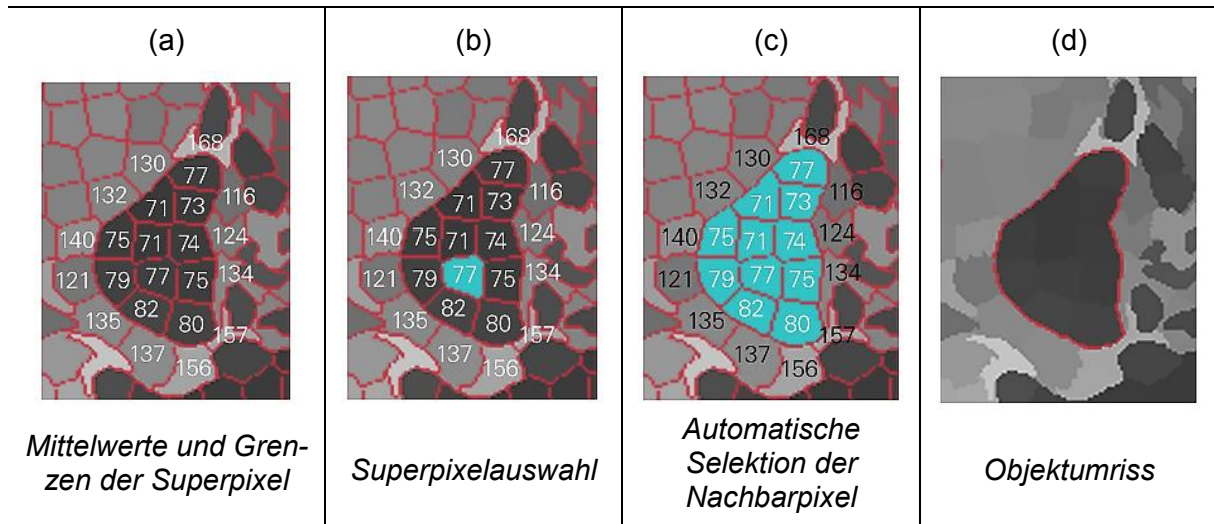 (a)
(b)
(c)
(d)
168
130 77
132 71 73 116
140 75 71 74 124
121 79 77 75 134
82
135 80 157
137 156
168
130 77
132 71 73 116
140 75 71 74 124
121 79 77 75 134
82
135 80 157
137 156
168
130 77
132 71 73 116
140 75 71 74 124
121 79 77 75 134
82
135 80 157
137 156
Mittelwerte und Gren-
zen der Superpixel
Superpixelauswahl
Automatische
Selektion der
Nachbarpixel
Objektumriss